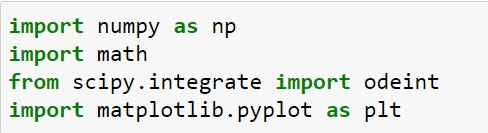 import numpy as np
import math
from scipy.integrate import odeint
import matplotlib.pyplot as plt